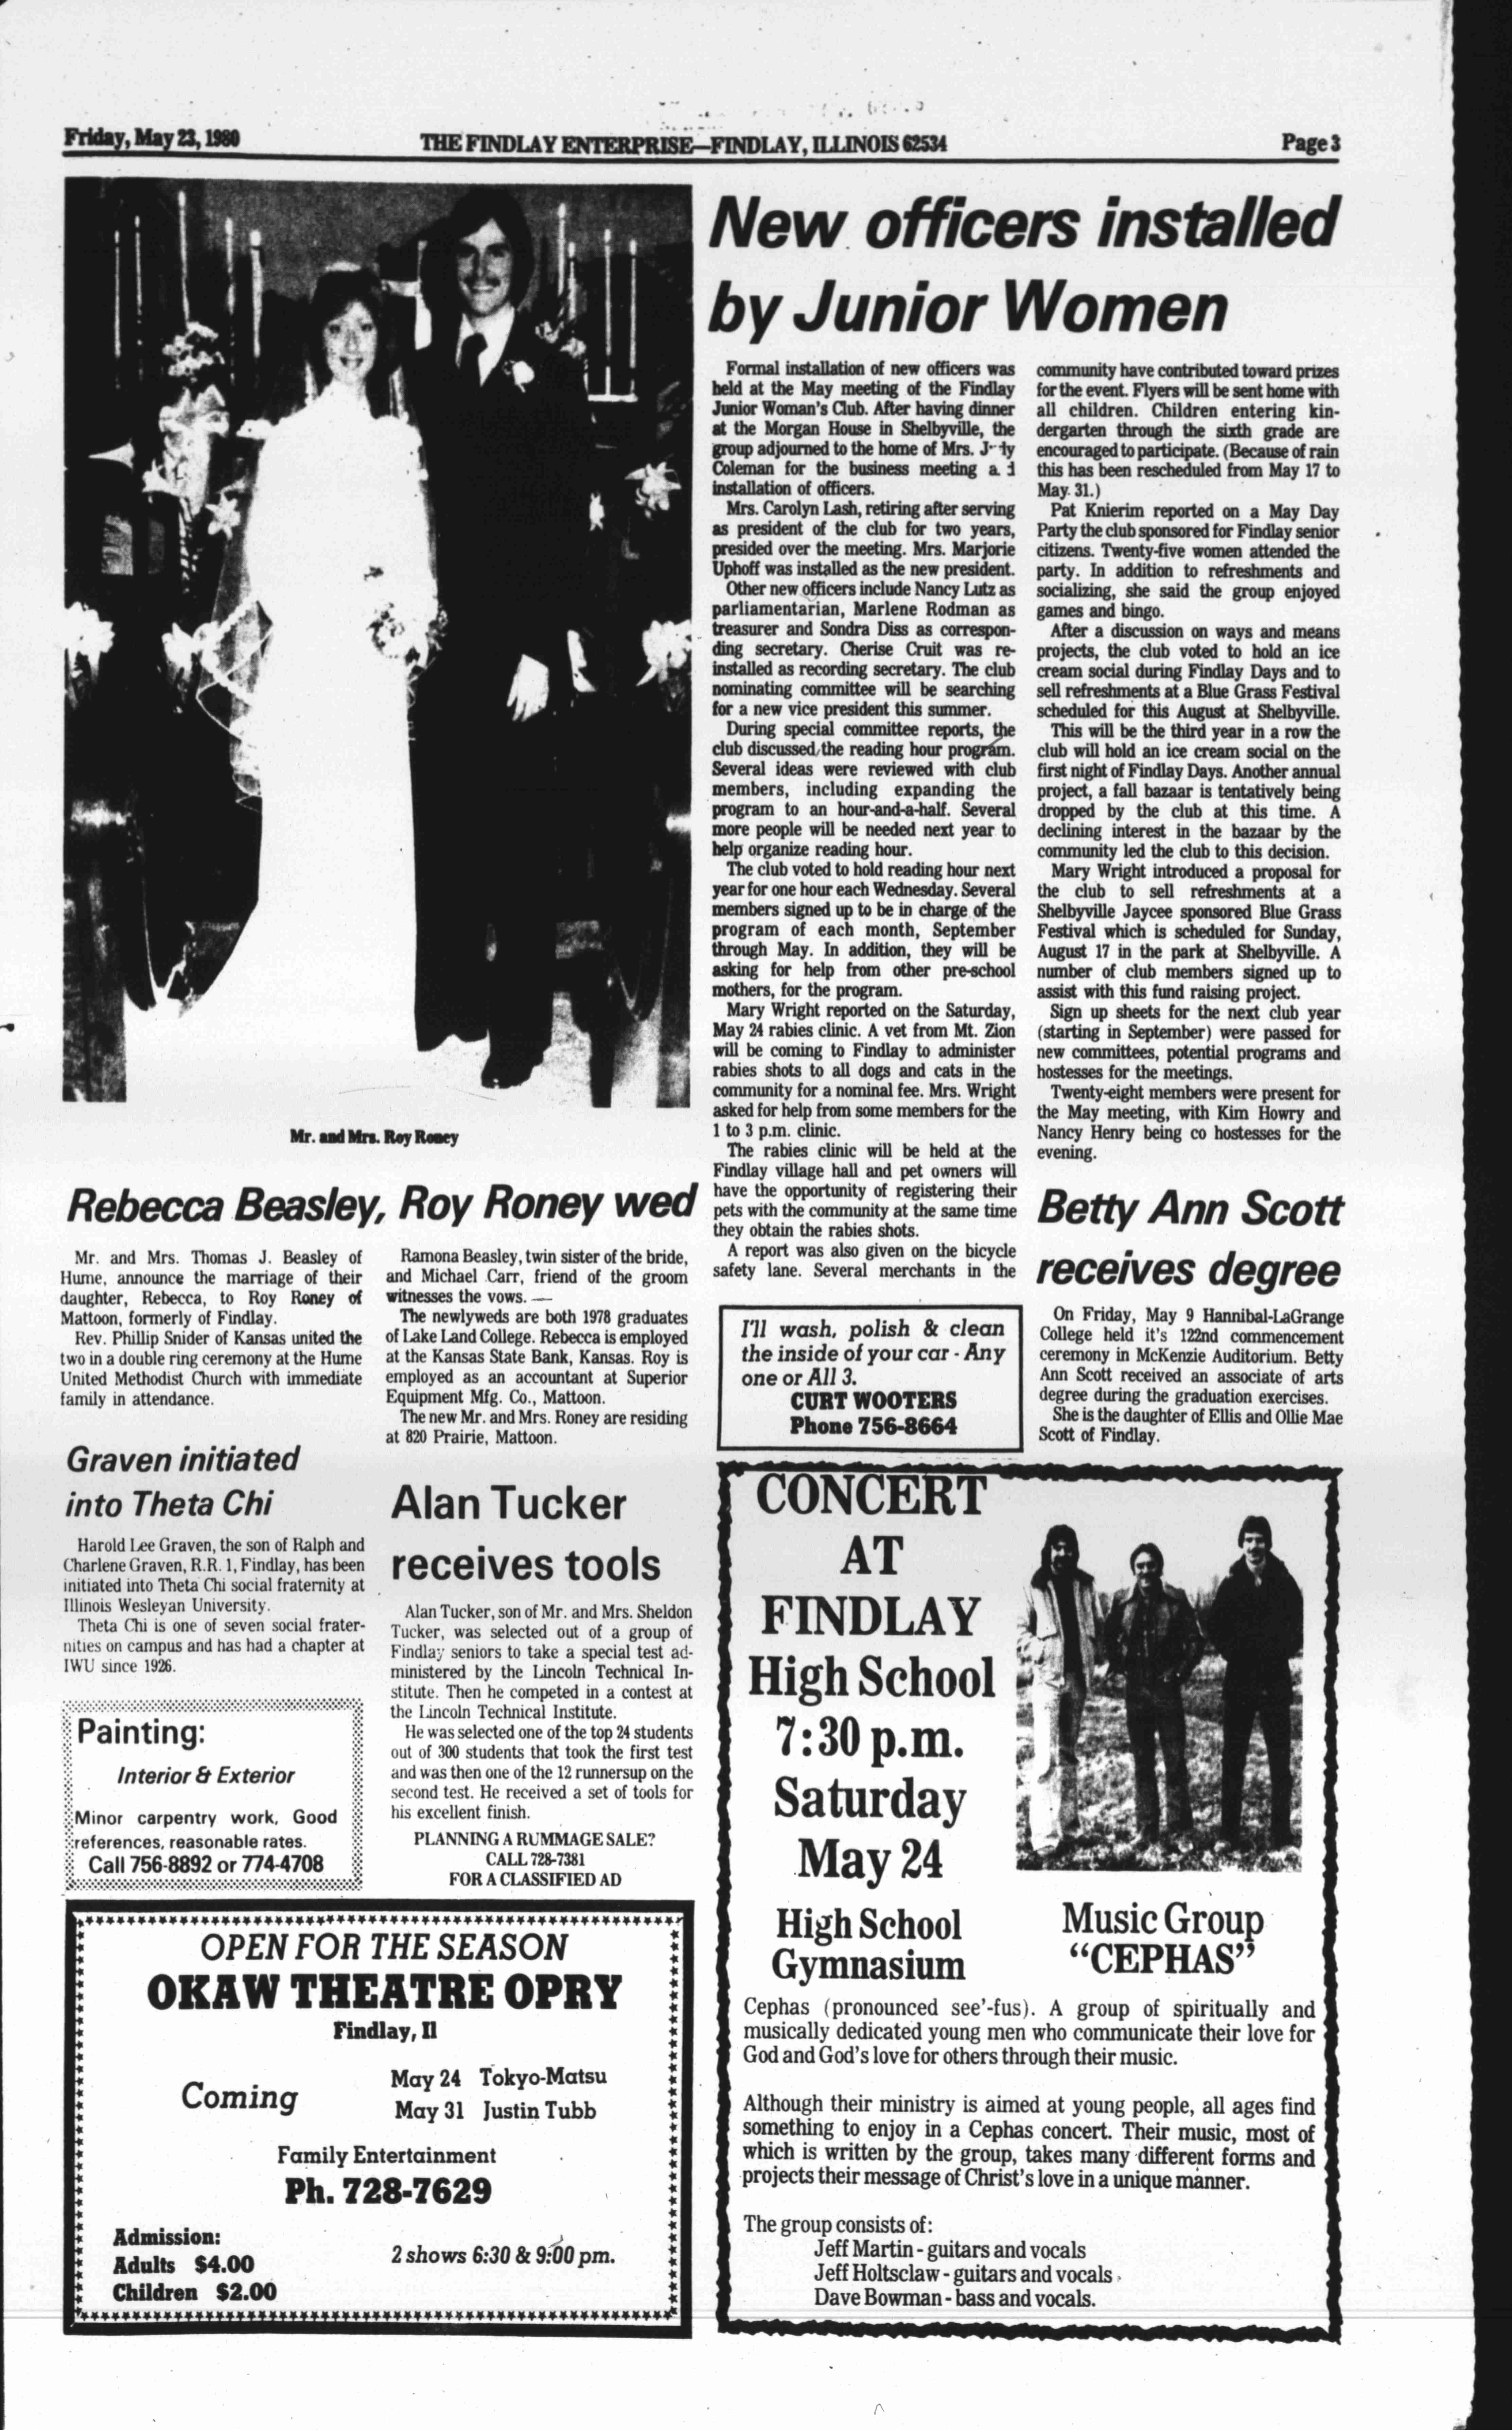 Friday, May 23, 1980
THE FINDLAY ENTERPRISE—FINDLAY, ILLINOIS 62534
Page 3
Mr. and Mrs. Roy Roney
Rebecca Beasley, Roy Roney wed
Mr. and Mrs. Thomas J. Beasley of
Hume, announce the marriage of their
daughter, Rebecca, to Roy Roney of
Mattoon, formerly of Findlay.
Rev. Phillip Snider of Kansas united the
two in a double ring ceremony at the Hume
United Methodist Church with immediate
family in attendance.
Ramona Beasley, twin sister of the bride,
and Michael Carr, friend of the groom
witnesses the vows. —
The newlyweds are both 1978 graduates
of Lake Land College. Rebecca is employed
at the Kansas State Bank, Kansas. Roy is
employed as an accountant at Superior
Equipment Mfg. Co., Mattoon.
The new Mr. and Mrs. Roney are residing
at 820 Prairie, Mattoon.
Graven initiated
into Theta Chi
Harold Lee Graven, the son of Ralph and
Charlene Graven, R.R. 1, Findlay, has been
initiated into Theta Chi social fraternity at
Illinois Wesleyan University.
Theta Chi is one of seven social frater-
nities on campus and has had a chapter at
IWU since 1926.
Painting:
Interior & Exterior
Minor carpentry work, Good
references, reasonable rates.
Call 756-8892 or 774-4708
Alan Tucker
receives tools
Alan Tucker, son of Mr. and Mrs. Sheldon
Tucker, was selected out of a group of
Findlay seniors to take a special test ad-
ministered by the Lincoln Technical In-
stitute. Then he competed in a contest at
the Lincoln Technical Institute.
He was selected one of the top 24 students
out of 300 students that took the first test
and was then one of the 12 runnersup on the
second test. He received a set of tools for
his excellent finish.
PLANNING A RUMMAGE SALE?
CALL 728-7381
FOR A CLASSIFIED AD
OPEN FOR THE SEASON
OKAW THEATRE OPRY
Findlay, Il
Coming
May 24 Tokyo-Matsu
May 31 Justin Tubb
Family Entertainment
Ph. 728-7629
Admission:
Adults $4.00
Children $2.00
2 shows 6:30 & 9:00 pm.
New officers installed
by Junior Women
Formal installation of new officers was
held at the May meeting of the Findlay
Junior Woman's Club. After having dinner
at the Morgan House in Shelbyville, the
group adjourned to the home of Mrs.
Coleman for the business meeting
installation of officers.
Mrs. Carolyn Lash, retiring after serving
as president of the club for two years,
presided over the meeting. Mrs. Marjorie
Uphoff was installed as the new president.
Other new officers include Nancy Lutz as
parliamentarian, Marlene Rodman as
treasurer and Sondra Diss as correspon-
ding secretary. Cherise Cruit was re-
installed as recording secretary. The club
nominating committee will be searching
for a new vice president this summer.
During special committee reports, the
club discussed the reading hour program.
Several ideas were reviewed with club
members, including expanding the
program to an hour-and-a-half. Several
more people will be needed next year to
help organize reading hour.
The club voted to hold reading hour next
year for one hour each Wednesday. Several
members signed up to be in charge of the
program of each month, September
through May. In addition, they will be
asking for help from other pre-school
mothers, for the program.
Mary Wright reported on the Saturday,
May 24 rabies clinic. A vet from Mt. Zion
will be coming to Findlay to administer
rabies shots to all dogs and cats in the
community for a nominal fee. Mrs. Wright
asked for help from some members for the
1 to 3 p.m. clinic.
The rabies clinic will be held at the
Findlay village hall and pet owners will
have the opportunity of registering their
pets with the community at the same time
they obtain the rabies shots.
A report was also given on the bicycle
safety lane. Several merchants in the
community have contributed toward prizes
for the event. Flyers will be sent home with
all children. Children entering kin-
dergarten through the sixth grade are
encouraged to participate. (Because of rain
this has been rescheduled from May 17 to
May 31.)
Pat Knierim reported on a May Day
Party the club sponsored for Findlay senior
citizens. Twenty-five women attended the
party. In addition to refreshments and
socializing, she said the group enjoyed
games and bingo.
After a discussion on ways and means
projects, the club voted to hold an ice
cream social during Findlay Days and to
sell refreshments at a Blue Grass Festival
scheduled for this August at Shelbyville.
This will be the third year in a row the
club will hold an ice cream social on the
first night of Findlay Days. Another annual
project, a fall bazaar is tentatively being
dropped by the club at this time. A
declining interest in the bazaar by the
community led the club to this decision.
Mary Wright introduced a proposal for
the club to sell refreshments at a
Shelbyville Jaycee sponsored Blue Grass
Festival which is scheduled for Sunday,
August 17 in the park at Shelbyville. A
number of club members signed up to
assist with this fund raising project.
Sign up sheets for the next club year
(starting in September) were passed for
new committees, potential programs and
hostesses for the meetings.
Twenty-eight members were present for
the May meeting, with Kim Howry and
Nancy Henry being co hostesses for the
evening.
I'll wash, polish & clean
the inside of your car - Any
one or All 3.
CURT WOOTERS
Phone 756-8664
Betty Ann Scott
receives degree
On Friday, May 9 Hannibal-LaGrange
College held it's 122nd commencement
ceremony in McKenzie Auditorium. Betty
Ann Scott received an associate of arts
degree during the graduation exercises.
She is the daughter of Ellis and Ollie Mae
Scott of Findlay.
CONCERT
AT
FINDLAY
High School
7:30 p.m.
Saturday
May 24
High School
Gymnasium
Music Group
"CEPHAS"
Cephas (pronounced see'-fus). A group of spiritually and
musically dedicated young men who communicate their love for
God and God's love for others through their music.
Although their ministry is aimed at young people, all ages find
something to enjoy in a Cephas concert. Their music, most of
which is written by the group, takes many different forms and
projects their message of Christ's love in a unique manner.
The group consists of:
Jeff Martin - guitars and vocals
Jeff Holtsclaw - guitars and vocals
Dave Bowman - bass and vocals.